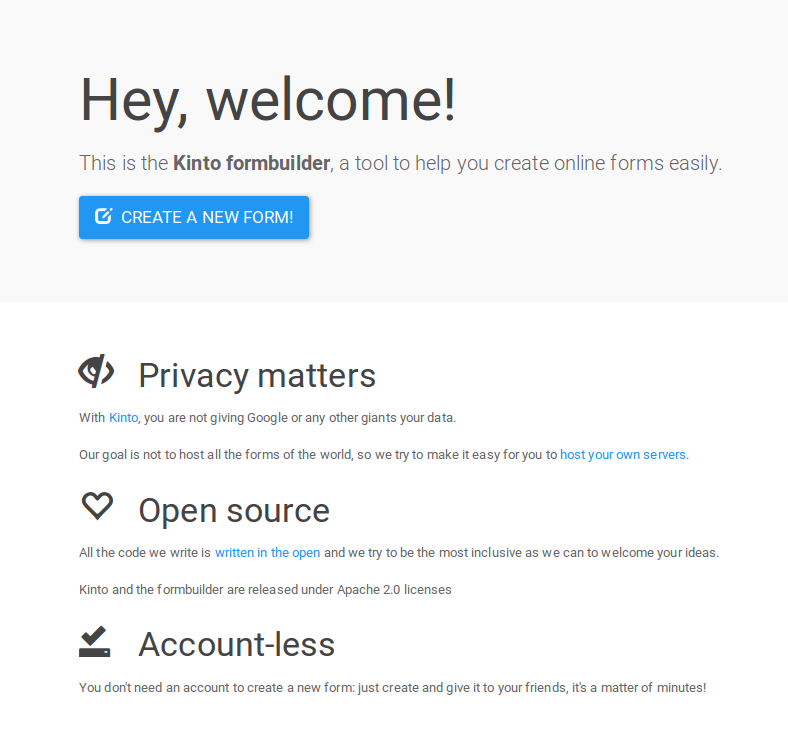 Hey, welcome!
This is the Kinto formbuilder, a tool to help you create online forms easily.
CREATE A NEW FORM!
Privacy matters
With Kinto, you are not giving Google or any other giants your data.
Our goal is not to host all the forms of the world, so we try to make it easy for you to host your own servers.
Open source
All the code we write is written in the open and we try to be the most inclusive as we can to welcome your ideas.
Kinto and the formbuilder are released under Apache 2.0 licenses
Account-less
You don't need an account to create a new form: just create and give it to your friends, it's a matter of minutes!